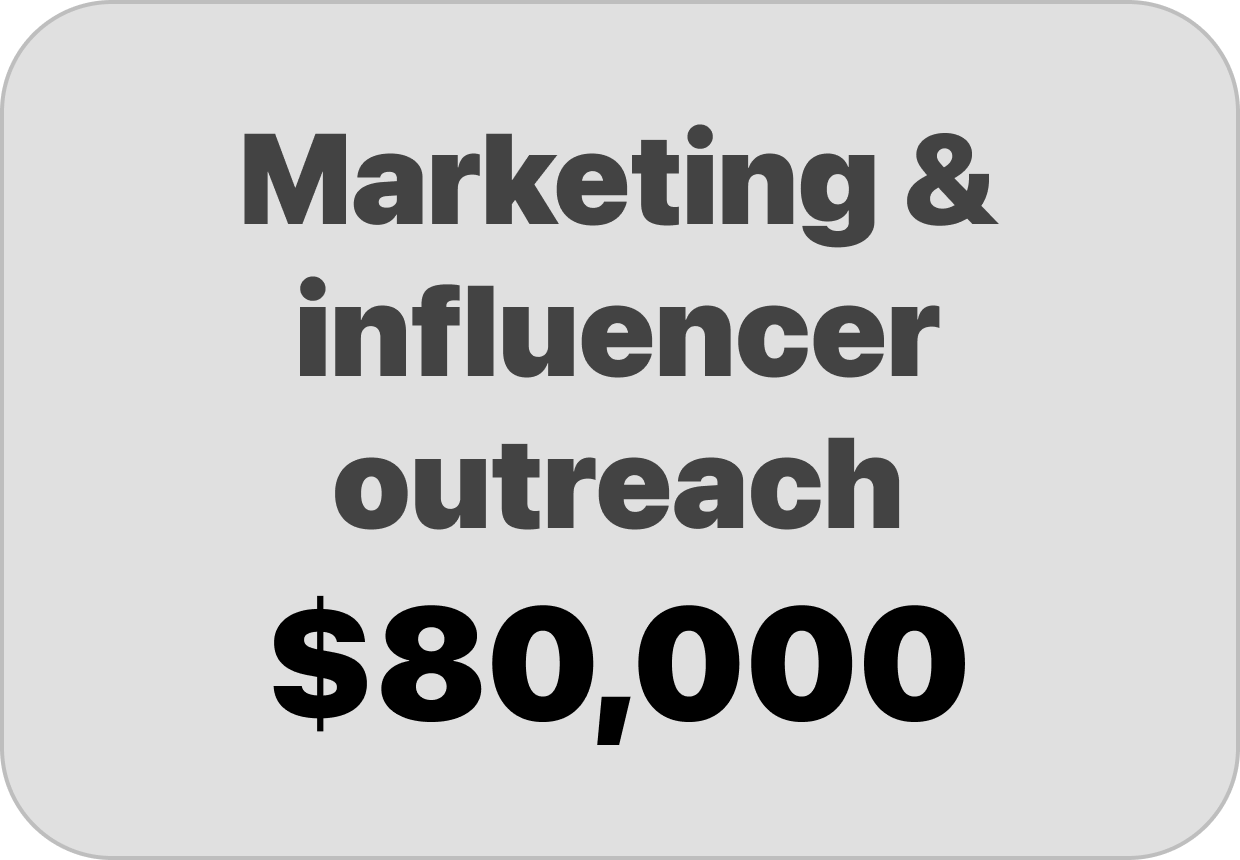 Marketing &
influencer
outreach
$80,000